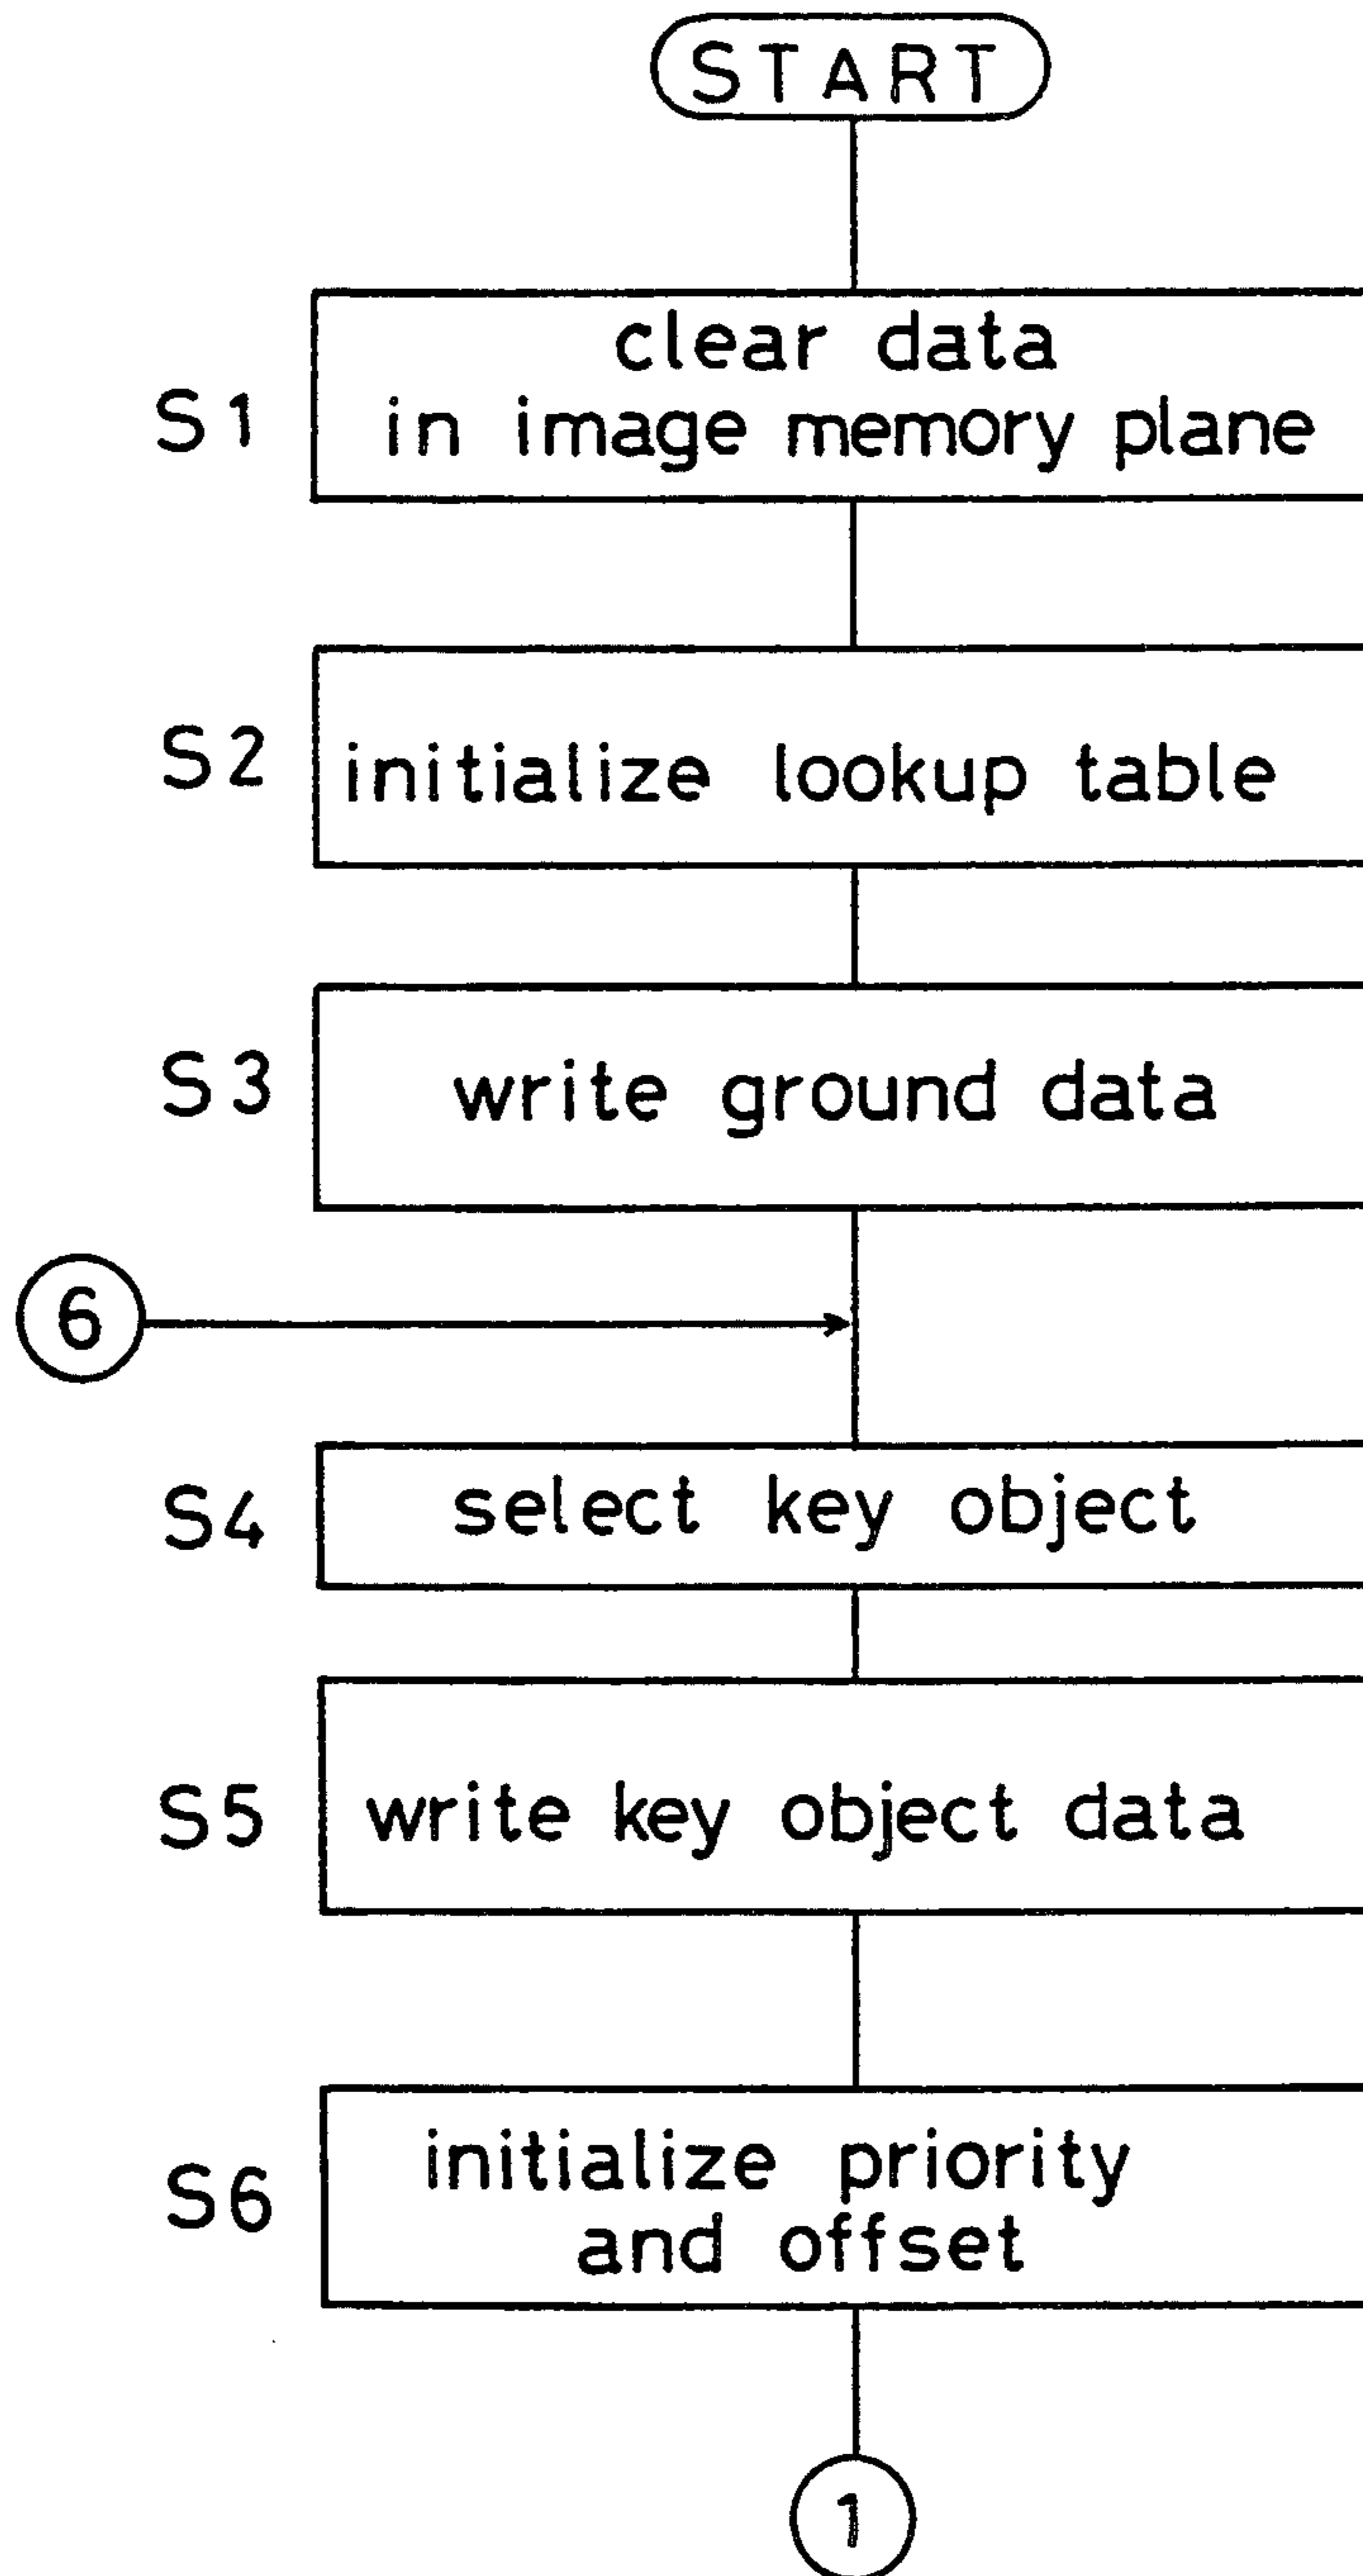 START
S1
clear data
in image memory plane
S2
initialize lookup table
S3
write ground data
6
S4
select key object
S5
write key object data
S6
initialize priority
and offset
1